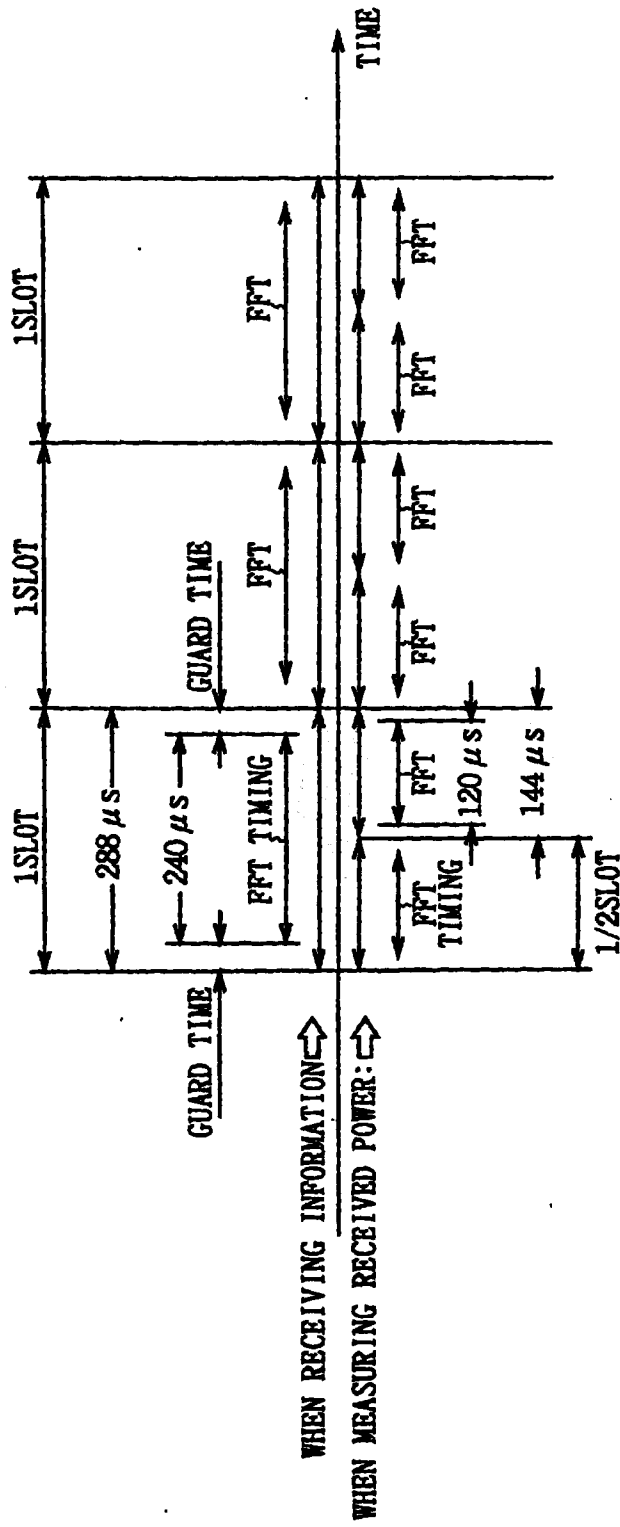 1SLOT
1SLOT
1SLOT
288 μs
240 μs
GUARD TIME
GUARD TIME
FFT TIMING
FFT
FFT
WHEN RECEIVING INFORMATION
TIME
WHEN MEASURING RECEIVED POWER:
FFT
TIMING
FFT
FFT
FFT
FFT
FFT
120 μs
144 μs
1/2SLOT